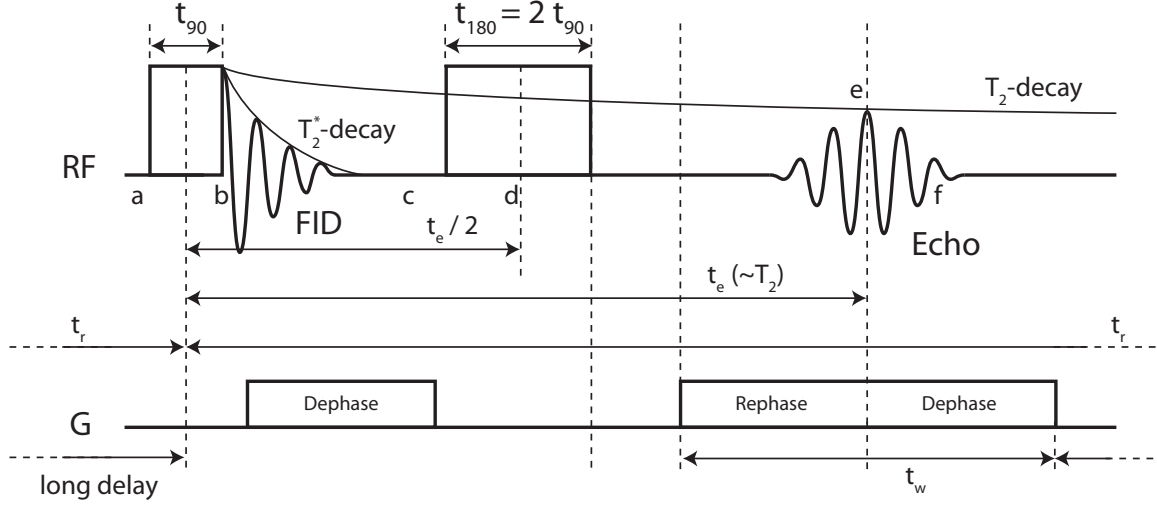 t90
t180 = 2 t90
RF
T2*-decay
T2-decay
a
b
c
d
e
f
FID
Echo
te / 2
te (~T2)
tr
tr
G
Dephase
Rephase
Dephase
long delay
tw